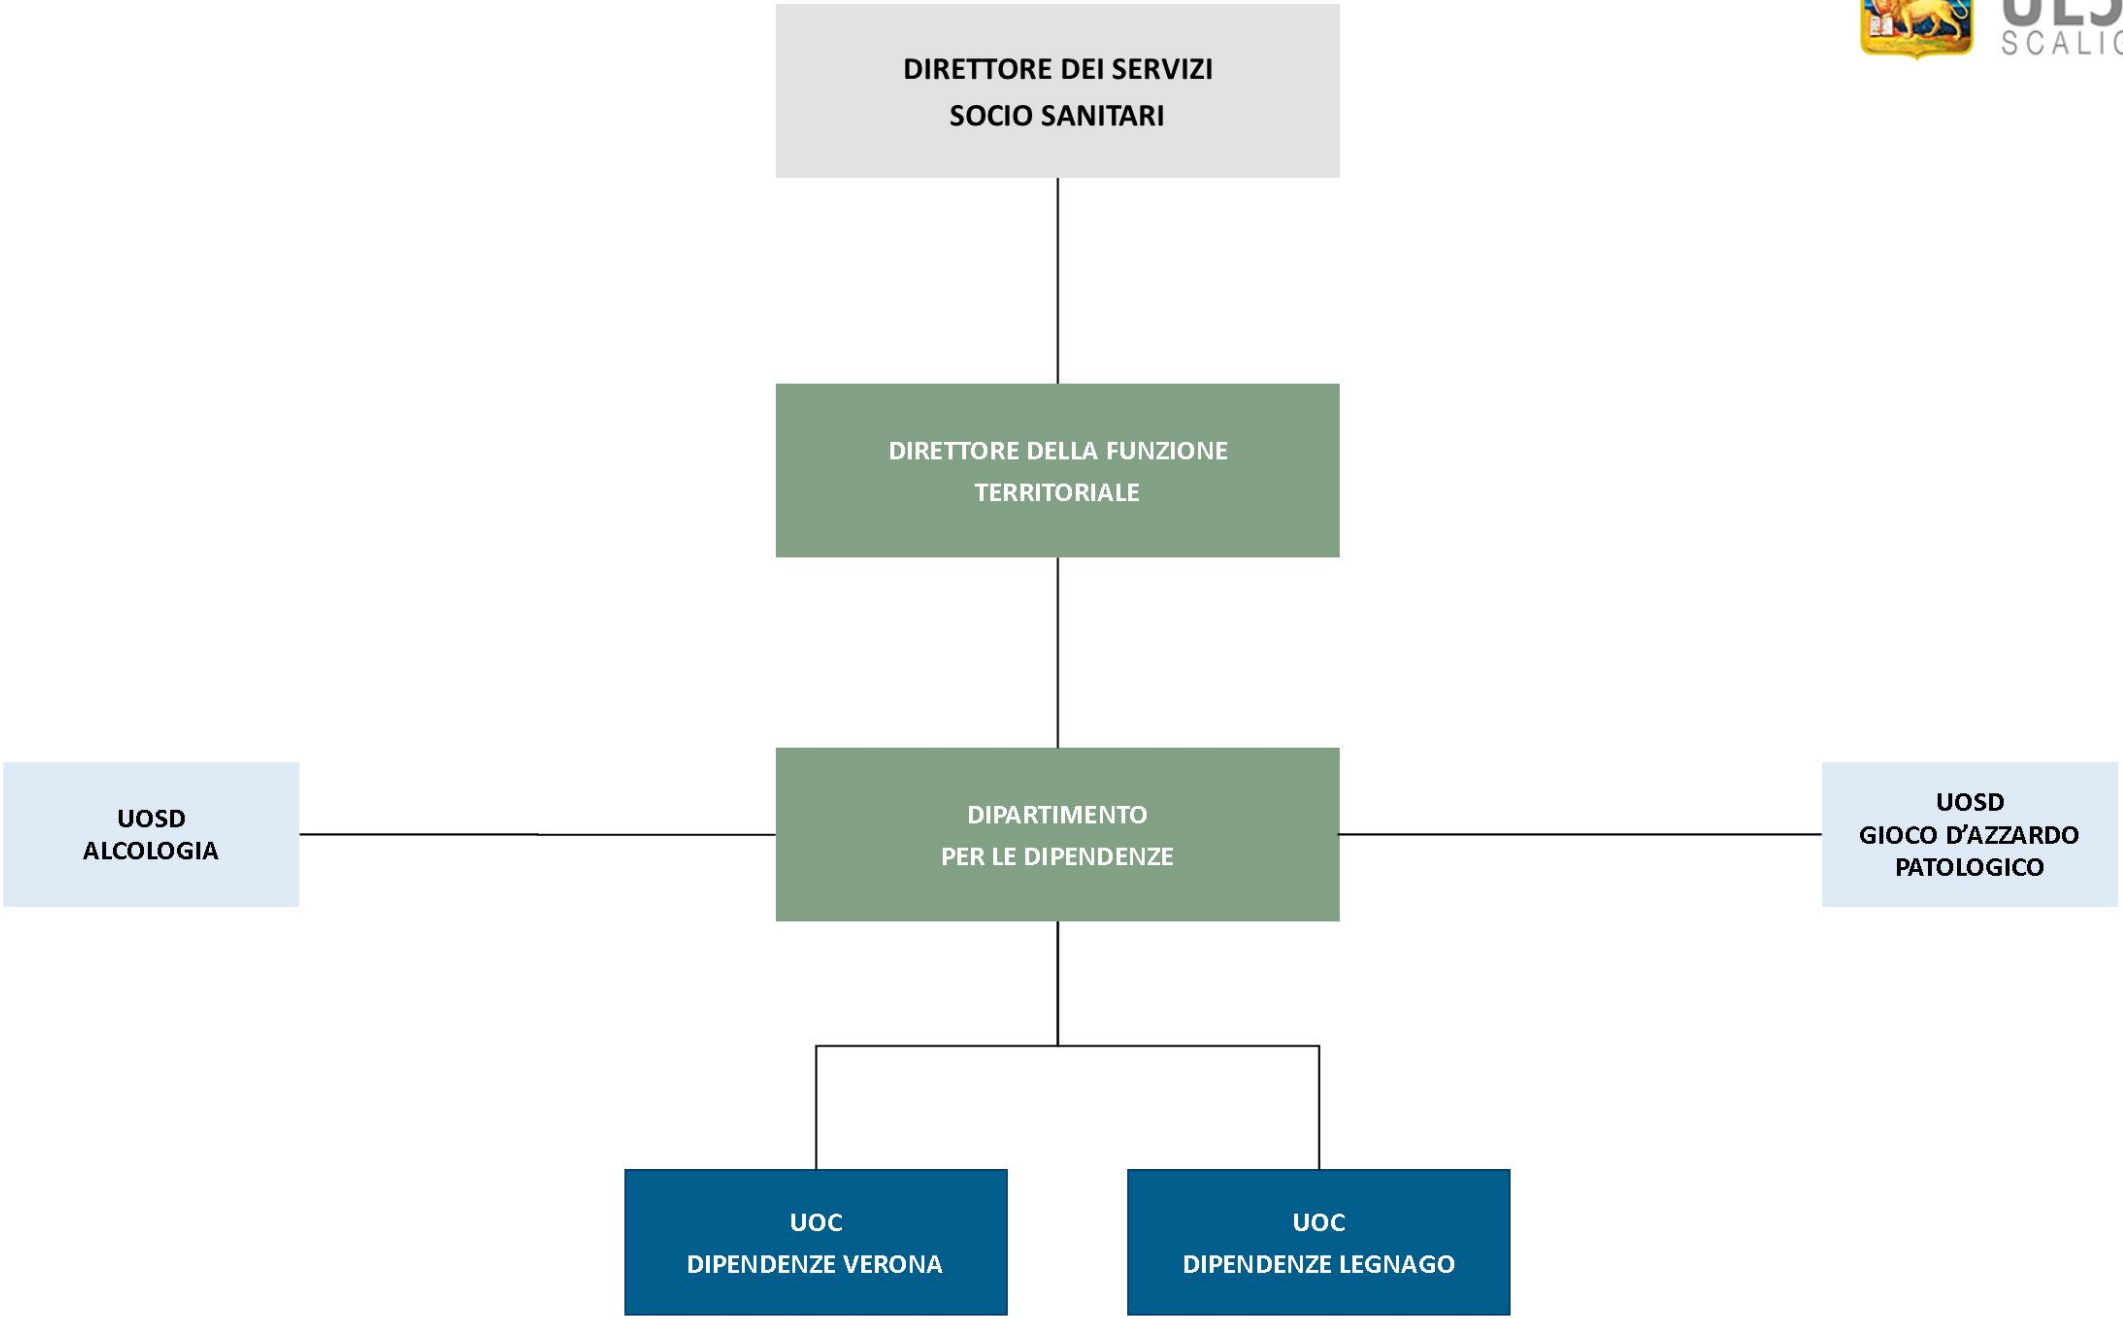 SCALIG
DIRETTORE DEI SERVIZI
SOCIO SANITARI
DIRETTORE DELLA FUNZIONE
TERRITORIALE
UOSD
ALCOLOGIA
DIPARTIMENTO
PER LE DIPENDENZE
UOSD
GIOCO D'AZZARDO
PATOLOGICO
UOC
DIPENDENZE VERONA
UOC
DIPENDENZE LEGNAGO